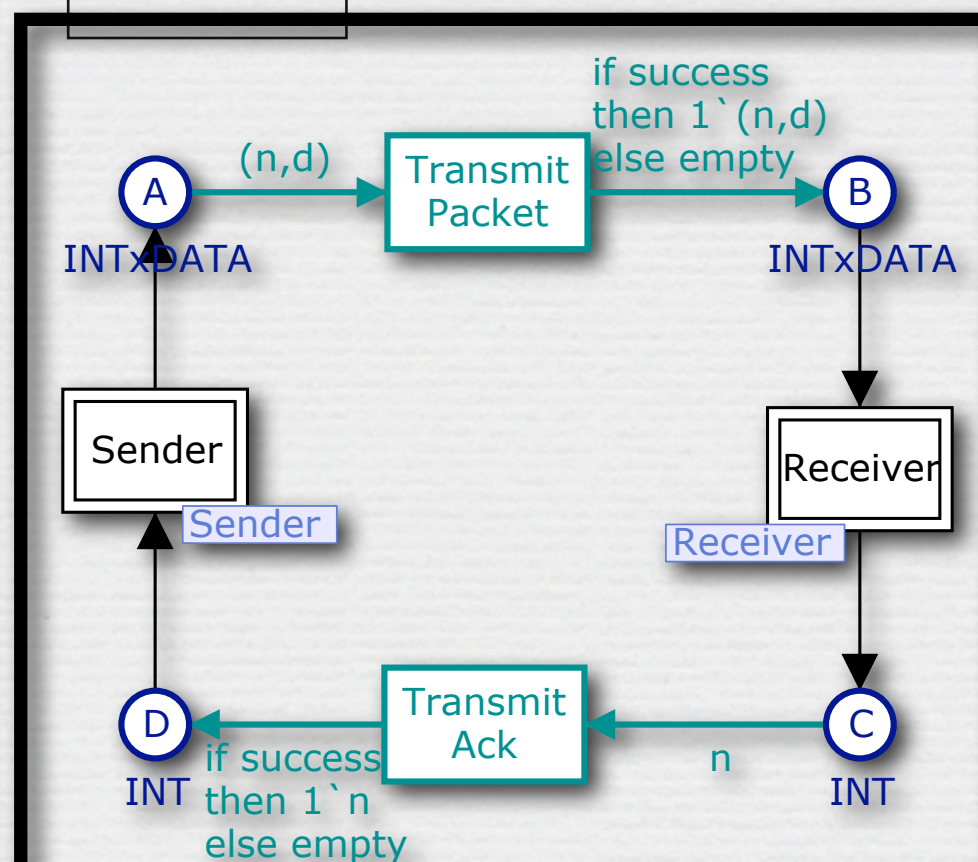 if success
then 1`(n,d)
else empty
(n,d)
Transmit
Packet
A
B
INTxDATA
INTxDATA
Sender
Receiver
Sender
Receiver
Transmit
Ack
D
C
n
if success
then 1`n
else empty
INT
INT